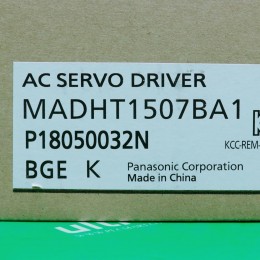 AC SERVO DRIVER
MADHT1507BA1
P18050032N
KCC-REM-
BGE K
Panasonic Corporation
Made in China